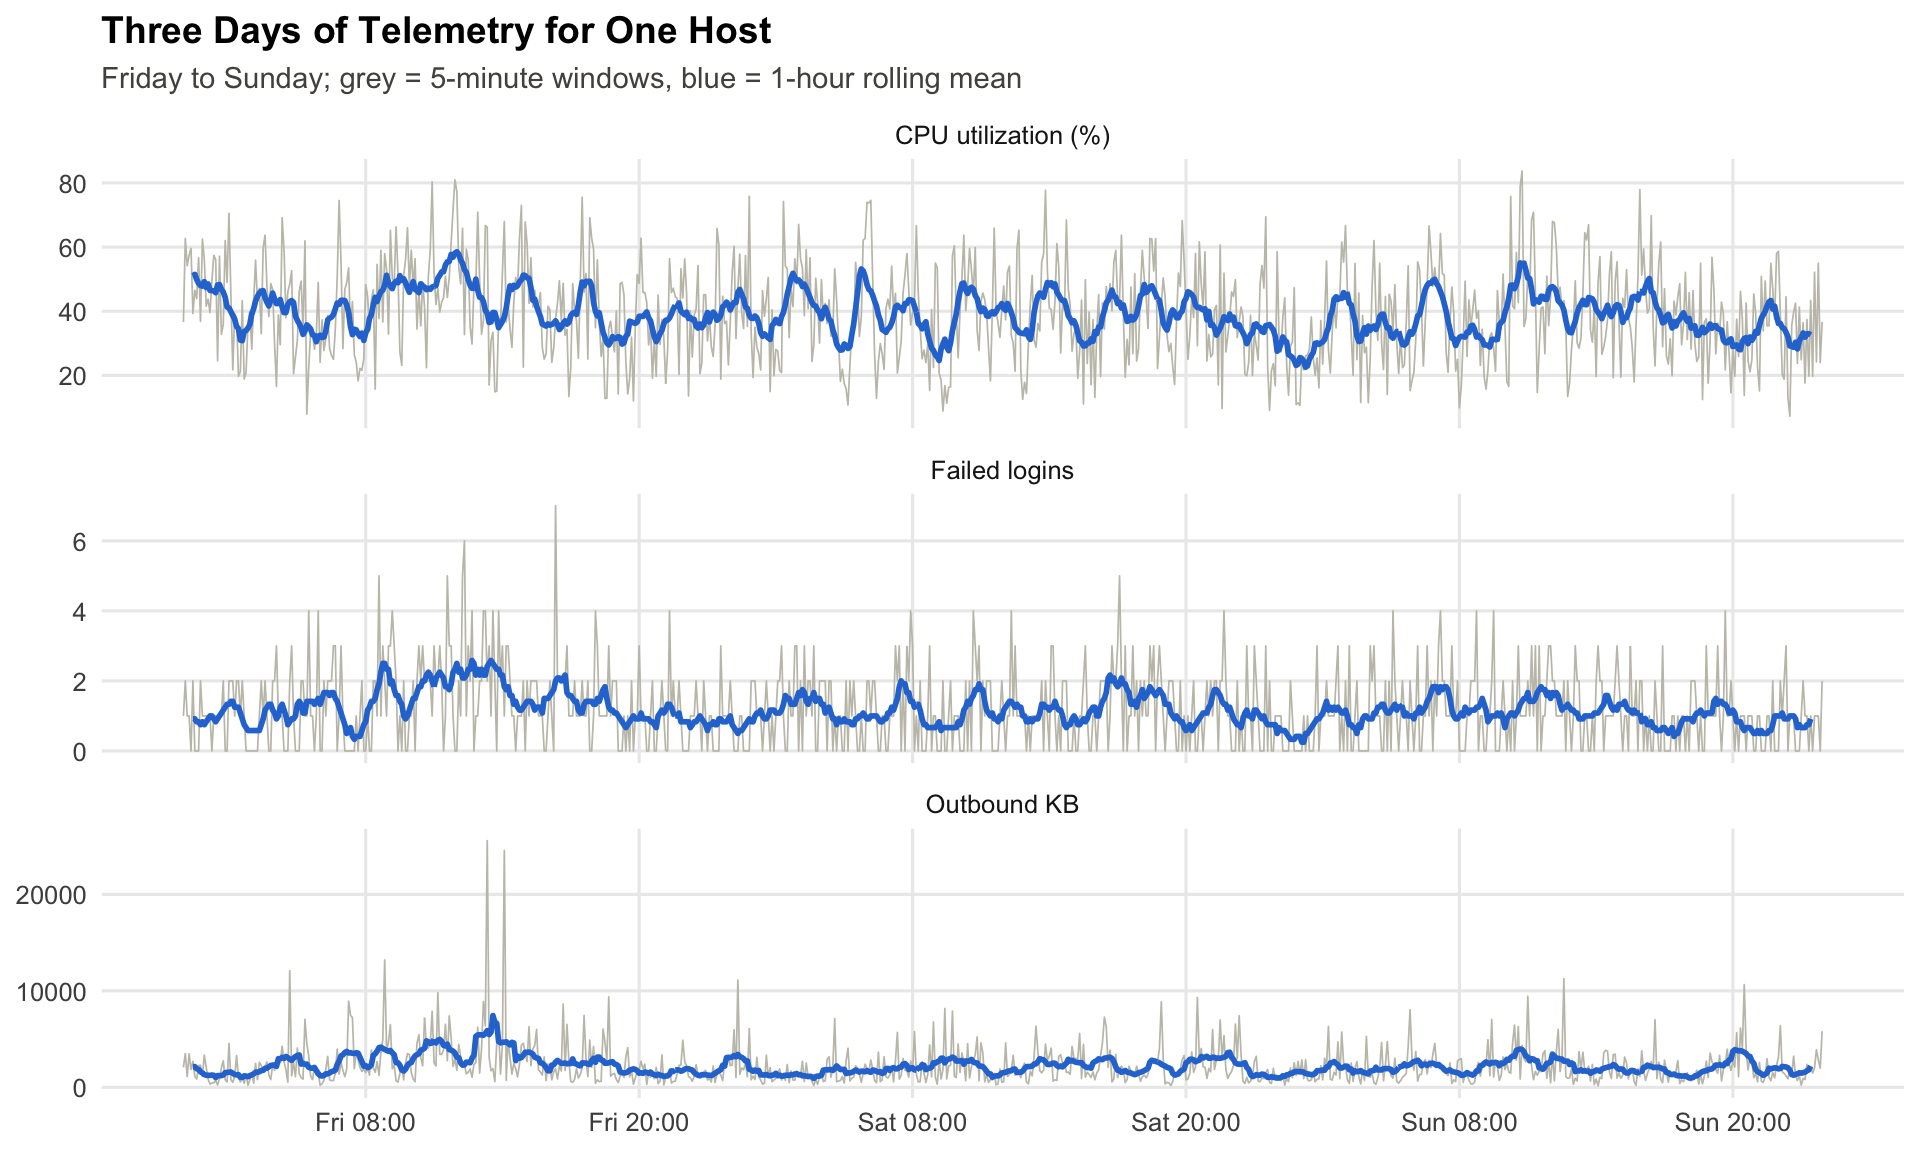 Three Days of Telemetry for One Host
Friday to Sunday; grey = 5-minute windows, blue = 1-hour rolling mean
CPU utilization (%)
80
60
40
20
Failed logins
6
4
2
0
Outbound KB
20000
10000
0
Fri 08:00
Fri 20:00
Sat 08:00
Sat 20:00
Sun 08:00
Sun 20:00